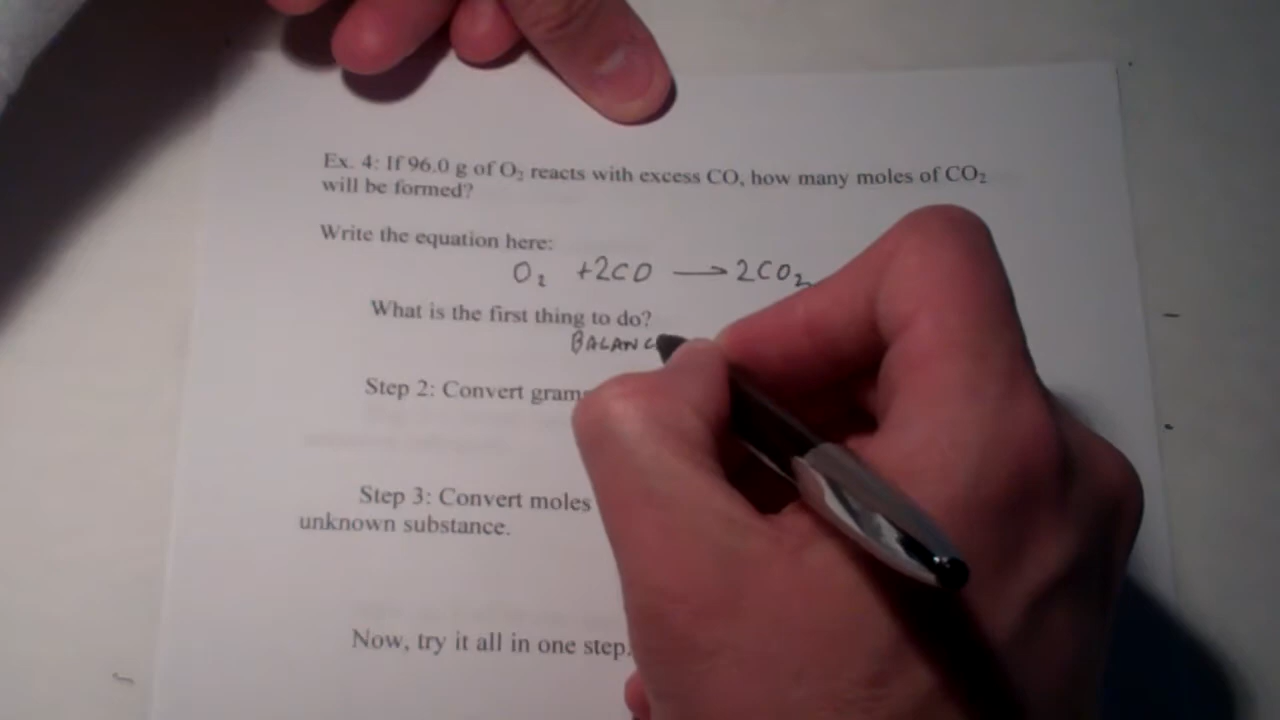 Ex. 4: If 96.0 g of O₂ reacts with excess CO, how many moles of CO₂
will be formed?
Write the equation here:
O₂ +2CO → 2CO₂
What is the first thing to do?
BALANC
Step 2: Convert gram
Step 3: Convert moles
unknown substance.
Now, try it all in one step.